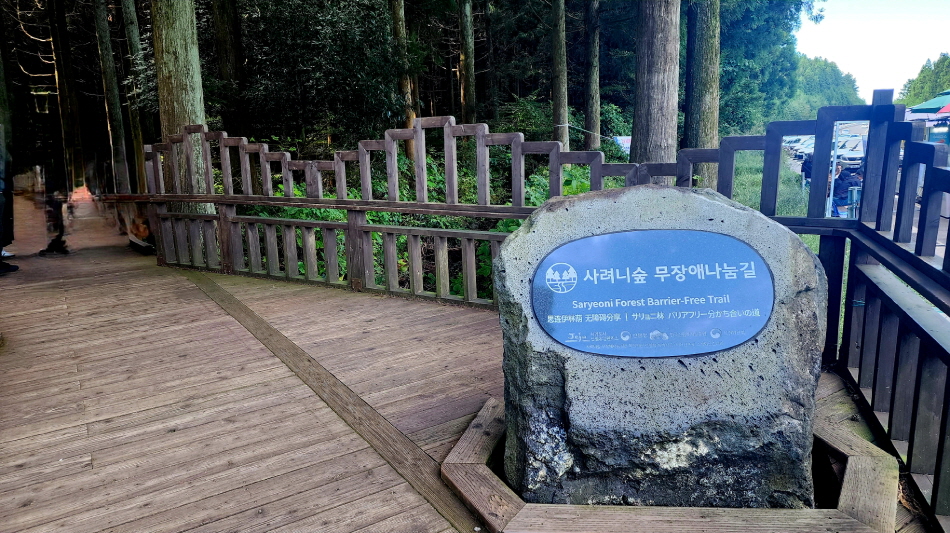 사려니숲 무장애나눔길
Saryeoni Forest Barrier-Free Trail
思连伊林荫 无障碍分享 | サリョニ林 バリアフリー分かち合いの道